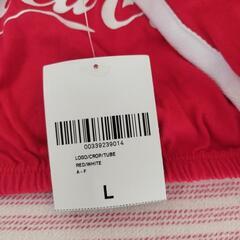 00339239014
LOGO/CROP/TUBE
RED/WHITE
A - F
L